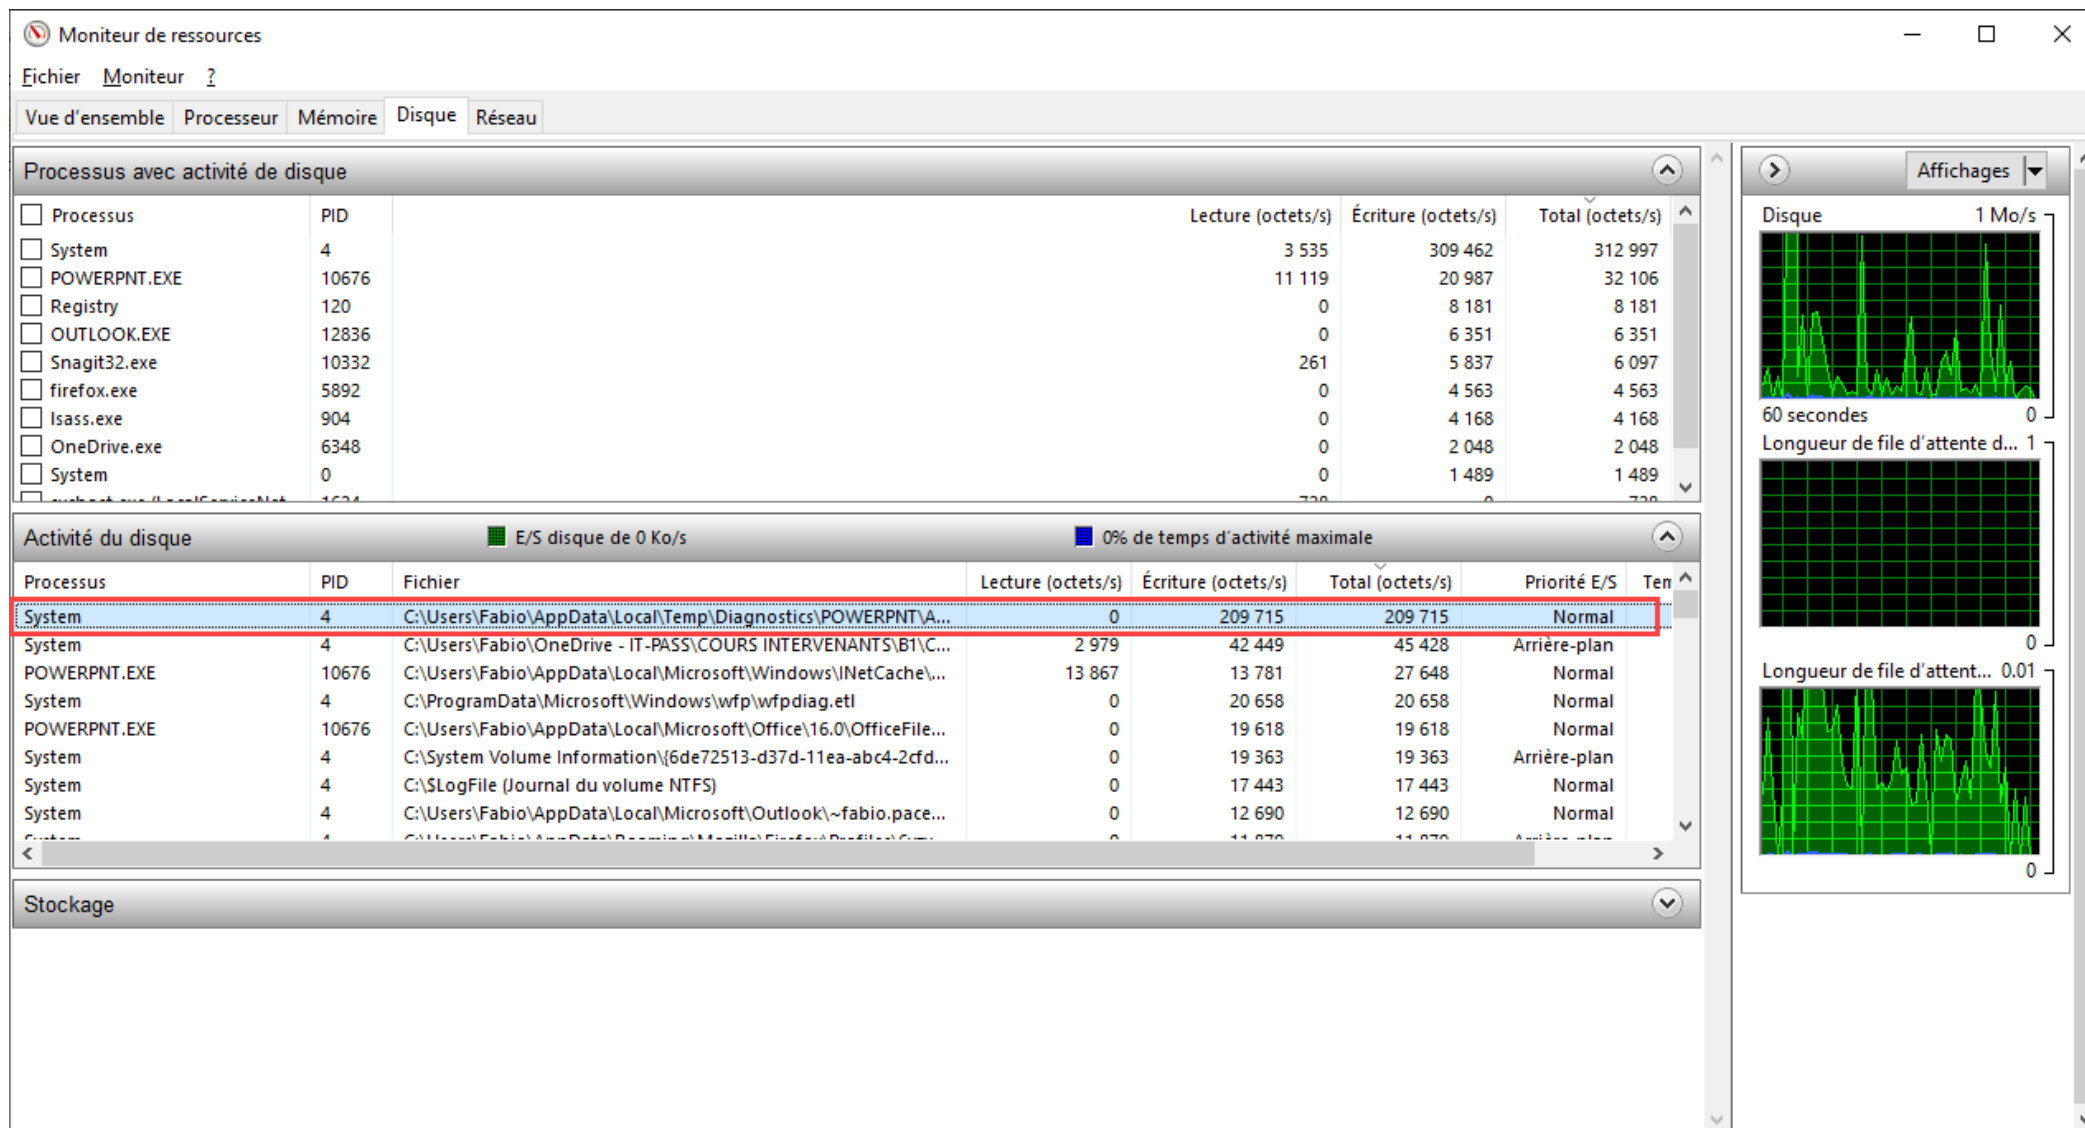 Moniteur de ressources
Fichier Moniteur ?
Vue d'ensemble Processeur Mémoire Disque Réseau
Processus avec activité de disque
Processus PID Lecture (octets/s) Écriture (octets/s) Total (octets/s)
System 4 3 535 309 462 312 997
POWERPNT.EXE 10676 11 119 20 987 32 106
Registry 120 0 8 181 8 181
OUTLOOK.EXE 12836 0 6 351 6 351
Snagit32.exe 10332 261 5 837 6 097
firefox.exe 5892 0 4 563 4 563
lsass.exe 904 0 4 168 4 168
OneDrive.exe 6348 0 2 048 2 048
System 0 0 1 489 1 489
Activité du disque E/S disque de 0 Ko/s 0% de temps d'activité maximale
Processus PID Fichier Lecture (octets/s) Écriture (octets/s) Total (octets/s) Priorité E/S
System 4 C:\Users\Fabio\AppData\Local\Temp\Diagnostics\POWERPNT\A... 0 209 715 209 715 Normal
System 4 C:\Users\Fabio\OneDrive - IT-PASS\COURS INTERVENANTS\B1\C... 2 979 42 449 45 428 Arrière-plan
POWERPNT.EXE 10676 C:\Users\Fabio\AppData\Local\Microsoft\Windows\INetCache\... 13 867 13 781 27 648 Normal
System 4 C:\ProgramData\Microsoft\Windows\wfp\wfpdiag.etl 0 20 658 20 658 Normal
POWERPNT.EXE 10676 C:\Users\Fabio\AppData\Local\Microsoft\Office\16.0\OfficeFile... 0 19 618 19 618 Normal
System 4 C:\System Volume Information\{6de72513-d37d-11ea-abc4-2cfd... 0 19 363 19 363 Arrière-plan
System 4 C:\$LogFile (Journal du volume NTFS) 0 17 443 17 443 Normal
System 4 C:\Users\Fabio\AppData\Local\Microsoft\Outlook\~fabio.pace... 0 12 690 12 690 Normal
Stockage
Affichages
Disque 1 Mo/s
60 secondes 0
Longueur de file d'attente d... 1
0
Longueur de file d'attent... 0.01
0